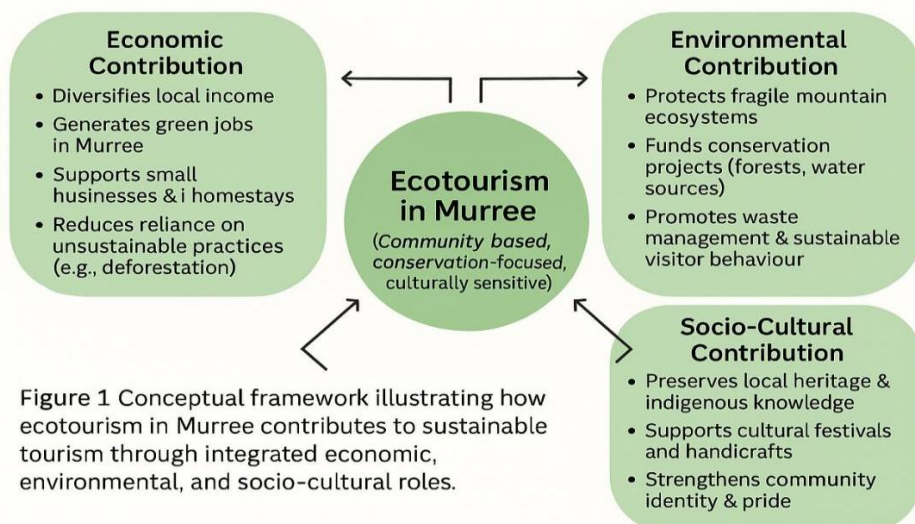 Economic
Contribution
• Diversifies local income
• Generates green jobs
in Murree
• Supports small
husinesses & i homestays
• Reduces reliance on
unsustainable practices
(e.g., deforestation)
Ecotourism
in Murree
(Community based,
conservation-focused,
culturally sensitive)
Environmental
Contribution
• Protects fragile mountain
ecosystems
• Funds conservation
projects (forests, water
sources)
• Promotes waste
management & sustainable
visitor behaviour
Socio-Cultural
Contribution
• Preserves local heritage &
indigenous knowledge
• Supports cultural festivals
and handicrafts
• Strengthens community
identity & pride
Figure 1 Conceptual framework illustrating how
ecotourism in Murree contributes to sustainable
tourism through integrated economic,
environmental, and socio-cultural roles.